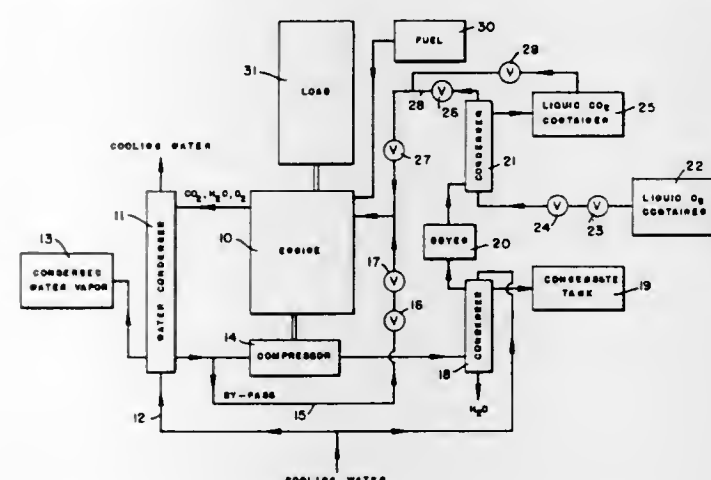 30
FUEL
29
31
LOAD
28
26
LIQUID CO2
CONTAINER
25
CONDENSER
21
22
LIQUID O2
CONTAINER
COOLING WATER
27
CO2, H2O, O2
11
WATER CONDENSER
10
ENGINE
V
V
V
V
V
24
23
13
CONDENSED
WATER VAPOR
DRYER
20
17
V
16
V
CONDENSER
CONDENSATE
TANK
19
14
COMPRESSOR
18
BY-PASS
15
H2O
12
COOLING WATER